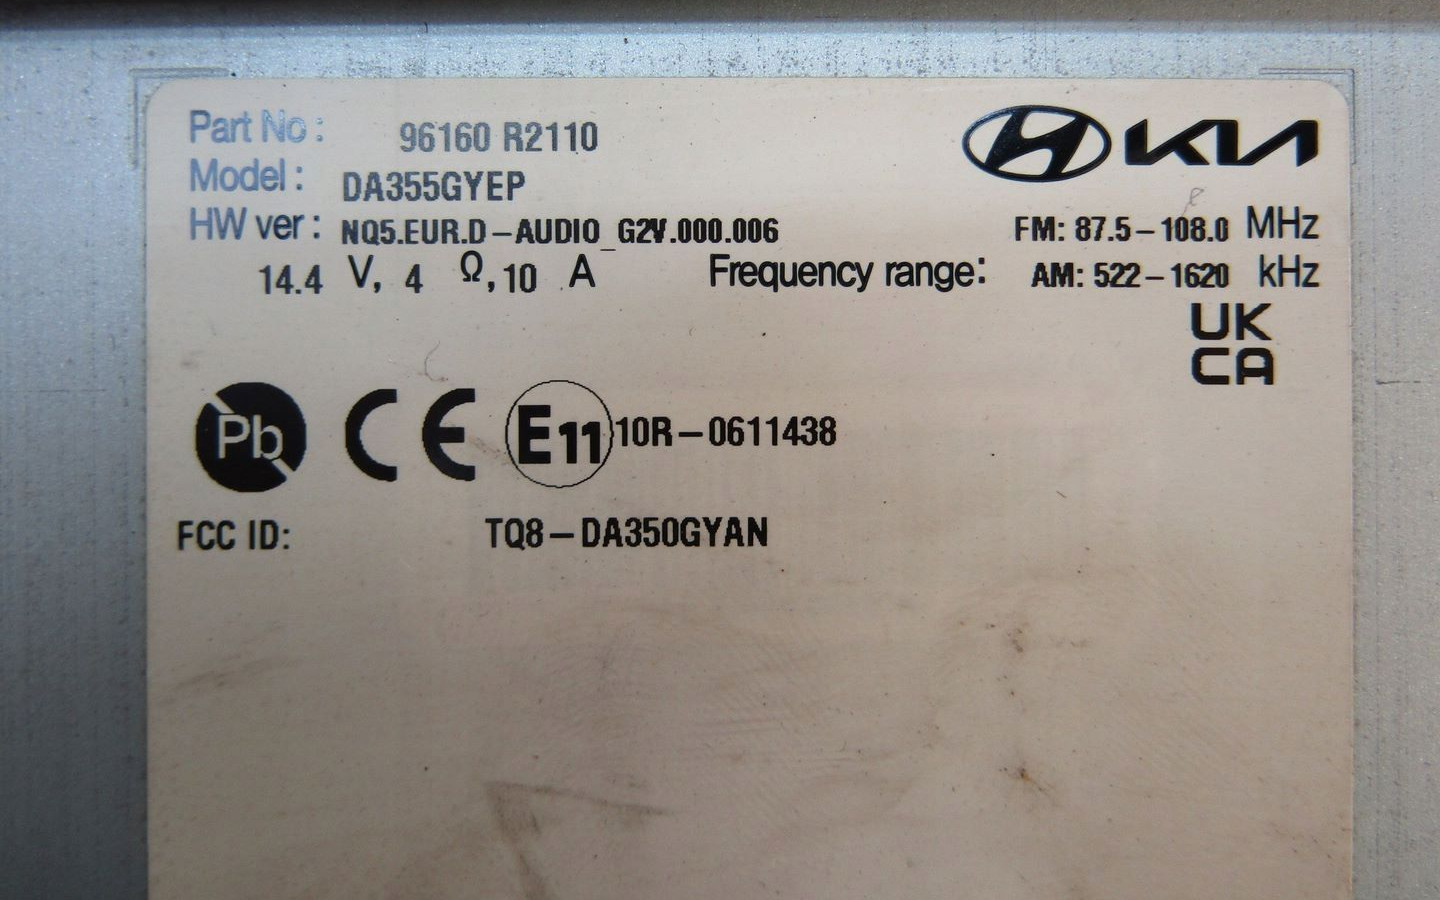 Part No: 96160 R2110
KIA
Model: DA355GYEP
HW ver: NQ5.EUR.D-AUDIO_G2V.000.006
FM: 87.5-108.0 MHz
14.4 V, 4 Ω, 10 A
Frequency range: AM: 522-1620 kHz
UK
CA
Pb
CE
E11 10R-0611438
FCC ID: TQ8-DA350GYAN